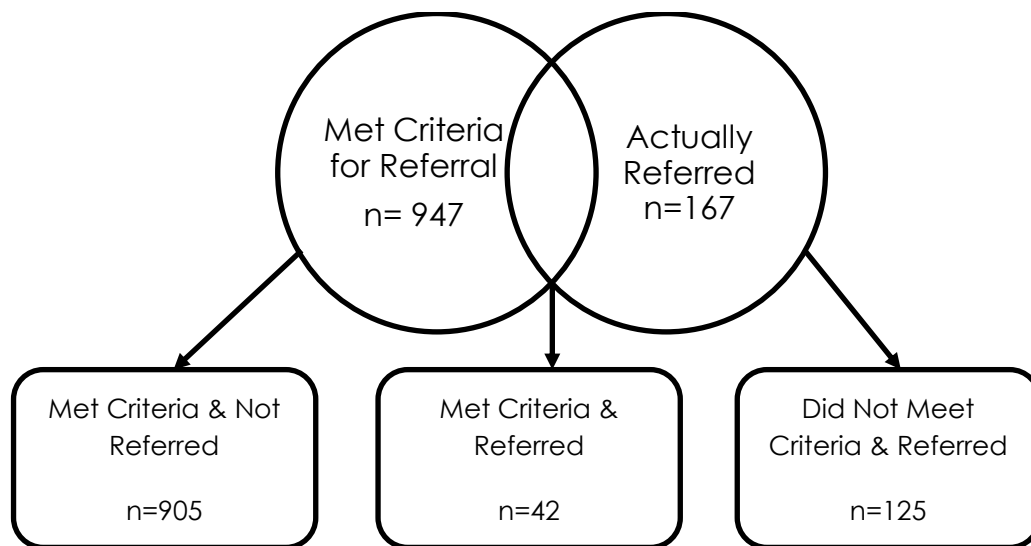 Met Criteria
for Referral
n= 947
Actually
Referred
n=167
Met Criteria & Not
Referred
n=905
Met Criteria &
Referred
n=42
Did Not Meet
Criteria & Referred
n=125